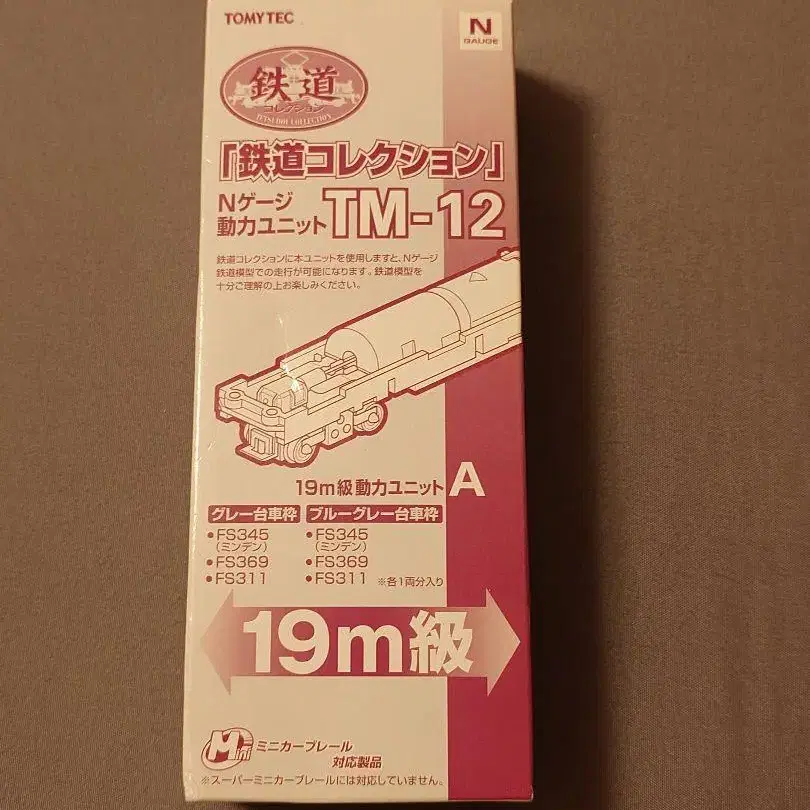 TOMYTEC
N
GAUGE
鉄道
コレクション
TETSUDOU COLLECTION
「鉄道コレクション」
Nゲージ
動力ユニット TM-12
鉄道コレクションに本ユニットを使用しますと、Nゲージ
鉄道模型での走行が可能になります。鉄道模型を
十分ご理解の上お楽しみください。
19m級動力ユニット A
グレー台車枠 ブルーグレー台車枠
•FS345 •FS345
(ミンデン) (ミンデン)
•FS369 •FS369
•FS311 •FS311 ※各1両分入り
19m級
Mini ミニカーブレール
対応製品
※スーパーミニカーブレールには対応していません。